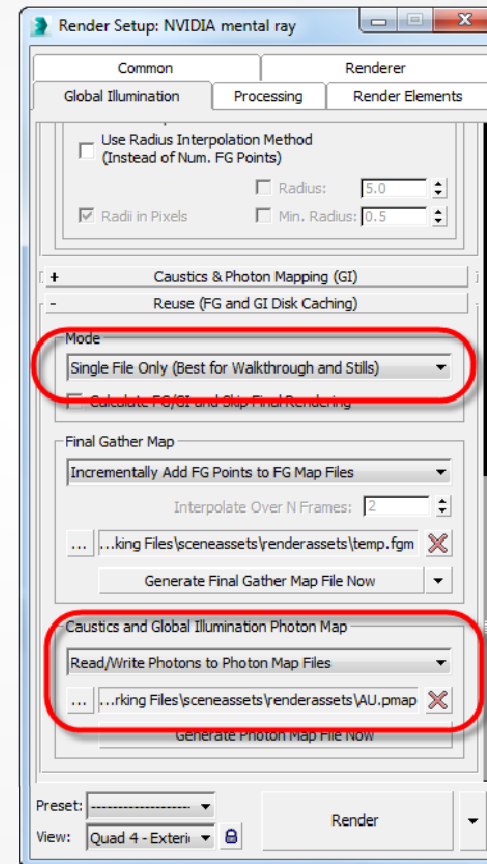 Render Setup: NVIDIA mental ray
Common Renderer
Global Illumination Processing Render Elements
Use Radius Interpolation Method
(Instead of Num. FG Points)
Radius: 5.0
Radii in Pixels Min. Radius: 0.5
+ Caustics & Photon Mapping (GI)
- Reuse (FG and GI Disk Caching)
Mode
Single File Only (Best for Walkthrough and Stills)
Calculate FG/GI and Skip Final Rendering
Final Gather Map
Incrementally Add FG Points to FG Map Files
Interpolate Over N Frames: 2
... ...king Files\sceneassets\renderassets\temp.fgm
Generate Final Gather Map File Now
Caustics and Global Illumination Photon Map
Read/Write Photons to Photon Map Files
... ...rking Files\sceneassets\renderassets\AU.pmap
Generate Photon Map File Now
Preset: -------------------
View: Quad 4 - Exteri
Render